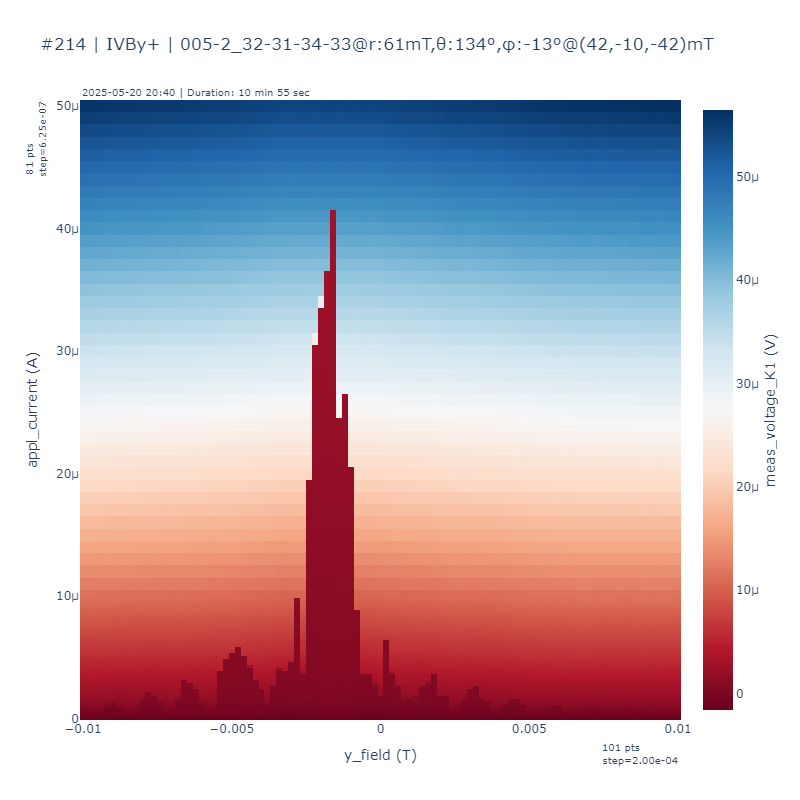 #214 | IVBy+ | 005-2_32-31-34-33@r:61mT,θ:134°,φ:-13°@(42,-10,-42)mT
2025-05-20 20:40 | Duration: 10 min 55 sec
81 pts
step=6.25e-07
50μ
40μ
30μ
20μ
10μ
0
appl_current (A)
−0.01
−0.005
0
0.005
0.01
y_field (T)
101 pts
step=2.00e-04
50μ
40μ
30μ
20μ
10μ
0
meas_voltage_K1 (V)